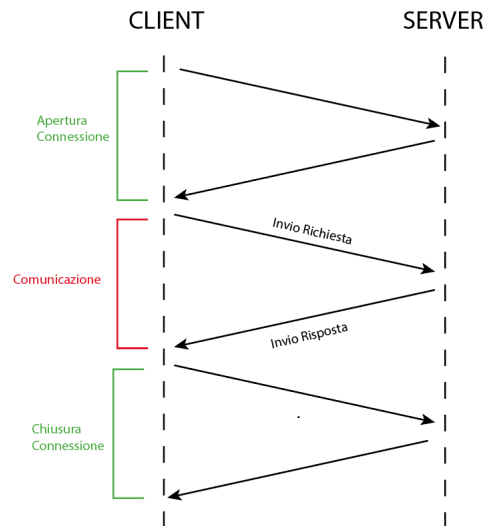 CLIENT
SERVER
Apertura
Connessione
Invio Richiesta
Comunicazione
Invio Risposta
Chiusura
Connessione